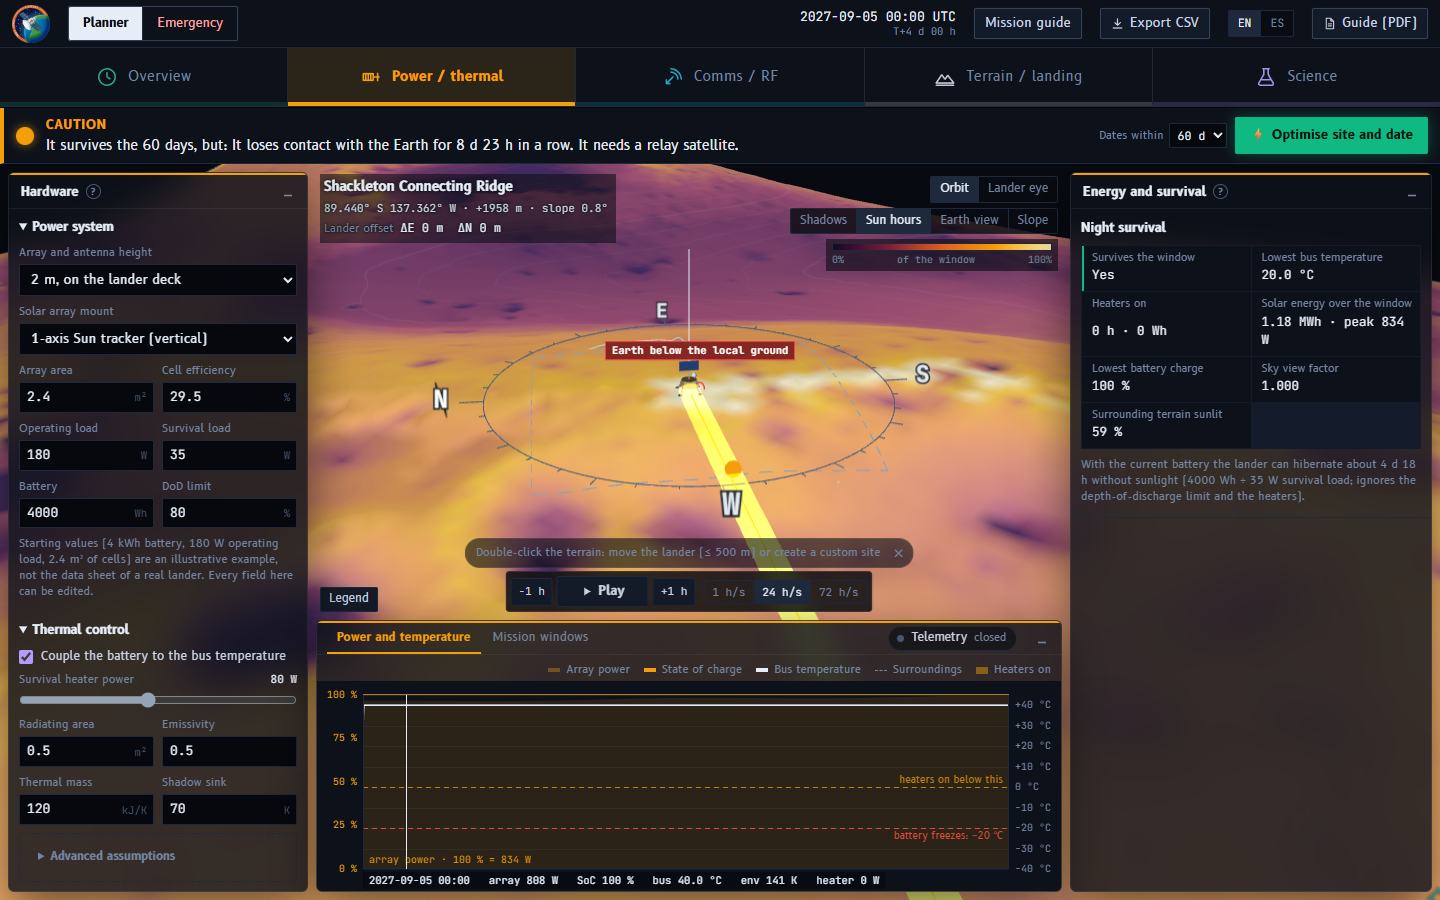 Planner
Emergency
2027-09-05 00:00 UTC
T+4 d 00 h
Mission guide
Export CSV
EN
ES
Guide (PDF)
Overview
Power / thermal
Comms / RF
Terrain / landing
Science
CAUTION
It survives the 60 days, but: It loses contact with the Earth for 8 d 23 h in a row. It needs a relay satellite.
Dates within
60 d
Optimise site and date
Hardware ?
Power system
Array and antenna height
2 m, on the lander deck
Solar array mount
1-axis Sun tracker (vertical)
Array area
Cell efficiency
2.4 m²
29.5 %
Operating load
Survival load
180 W
35 W
Battery
DoD limit
4000 Wh
80 %
Starting values (4 kWh battery, 180 W operating
load, 2.4 m² of cells) are an illustrative example,
not the data sheet of a real lander. Every field here
can be edited.
Thermal control
Couple the battery to the bus temperature
Survival heater power
80 W
Radiating area
Emissivity
0.5 m²
0.5
Thermal mass
Shadow sink
120 kJ/K
70 K
Advanced assumptions
Shackleton Connecting Ridge
89.440° S 137.362° W · +1958 m · slope 0.8°
Lander offset ΔE 0 m ΔN 0 m
Orbit
Lander eye
Shadows
Sun hours
Earth view
Slope
0%
of the window
100%
E
Earth below the local ground
N
S
W
Double-click the terrain: move the lander (≤ 500 m) or create a custom site
Legend
-1 h
Play
+1 h
1 h/s
24 h/s
72 h/s
Power and temperature
Mission windows
Telemetry closed
Array power
State of charge
Bus temperature
Surroundings
Heaters on
100 %
75 %
50 %
25 %
0 %
+40 °C
+30 °C
+20 °C
+10 °C
0 °C
-10 °C
-20 °C
-30 °C
-40 °C
heaters on below this
battery freezes: −20 °C
array power · 100 % = 834 W
2027-09-05 00:00 array 808 W SoC 100 % bus 40.0 °C env 141 K heater 0 W
Energy and survival ?
Night survival
Survives the window
Yes
Lowest bus temperature
20.0 °C
Heaters on
0 h · 0 Wh
Solar energy over the window
1.18 MWh · peak 834
W
Lowest battery charge
100 %
Sky view factor
1.000
Surrounding terrain sunlit
59 %
With the current battery the lander can hibernate about 4 d 18
h without sunlight (4000 Wh ÷ 35 W survival load; ignores the
depth-of-discharge limit and the heaters).